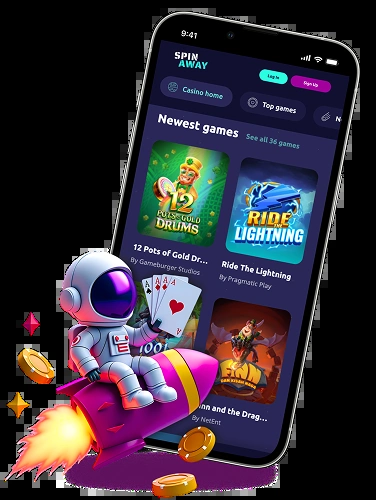 9:41
SPIN
AWAY
Log In
Sign Up
Casino home
Top games
Newest games
See all 36 games
12
POTS OF GOLD
DRUMS
RIDE
THE
LIGHTNING
12 Pots of Gold Dr...
By Gameburger Studios
Ride The Lightning
By Pragmatic Play
A A A A
1001
FINN
nn and the Drag...
By NetEnt